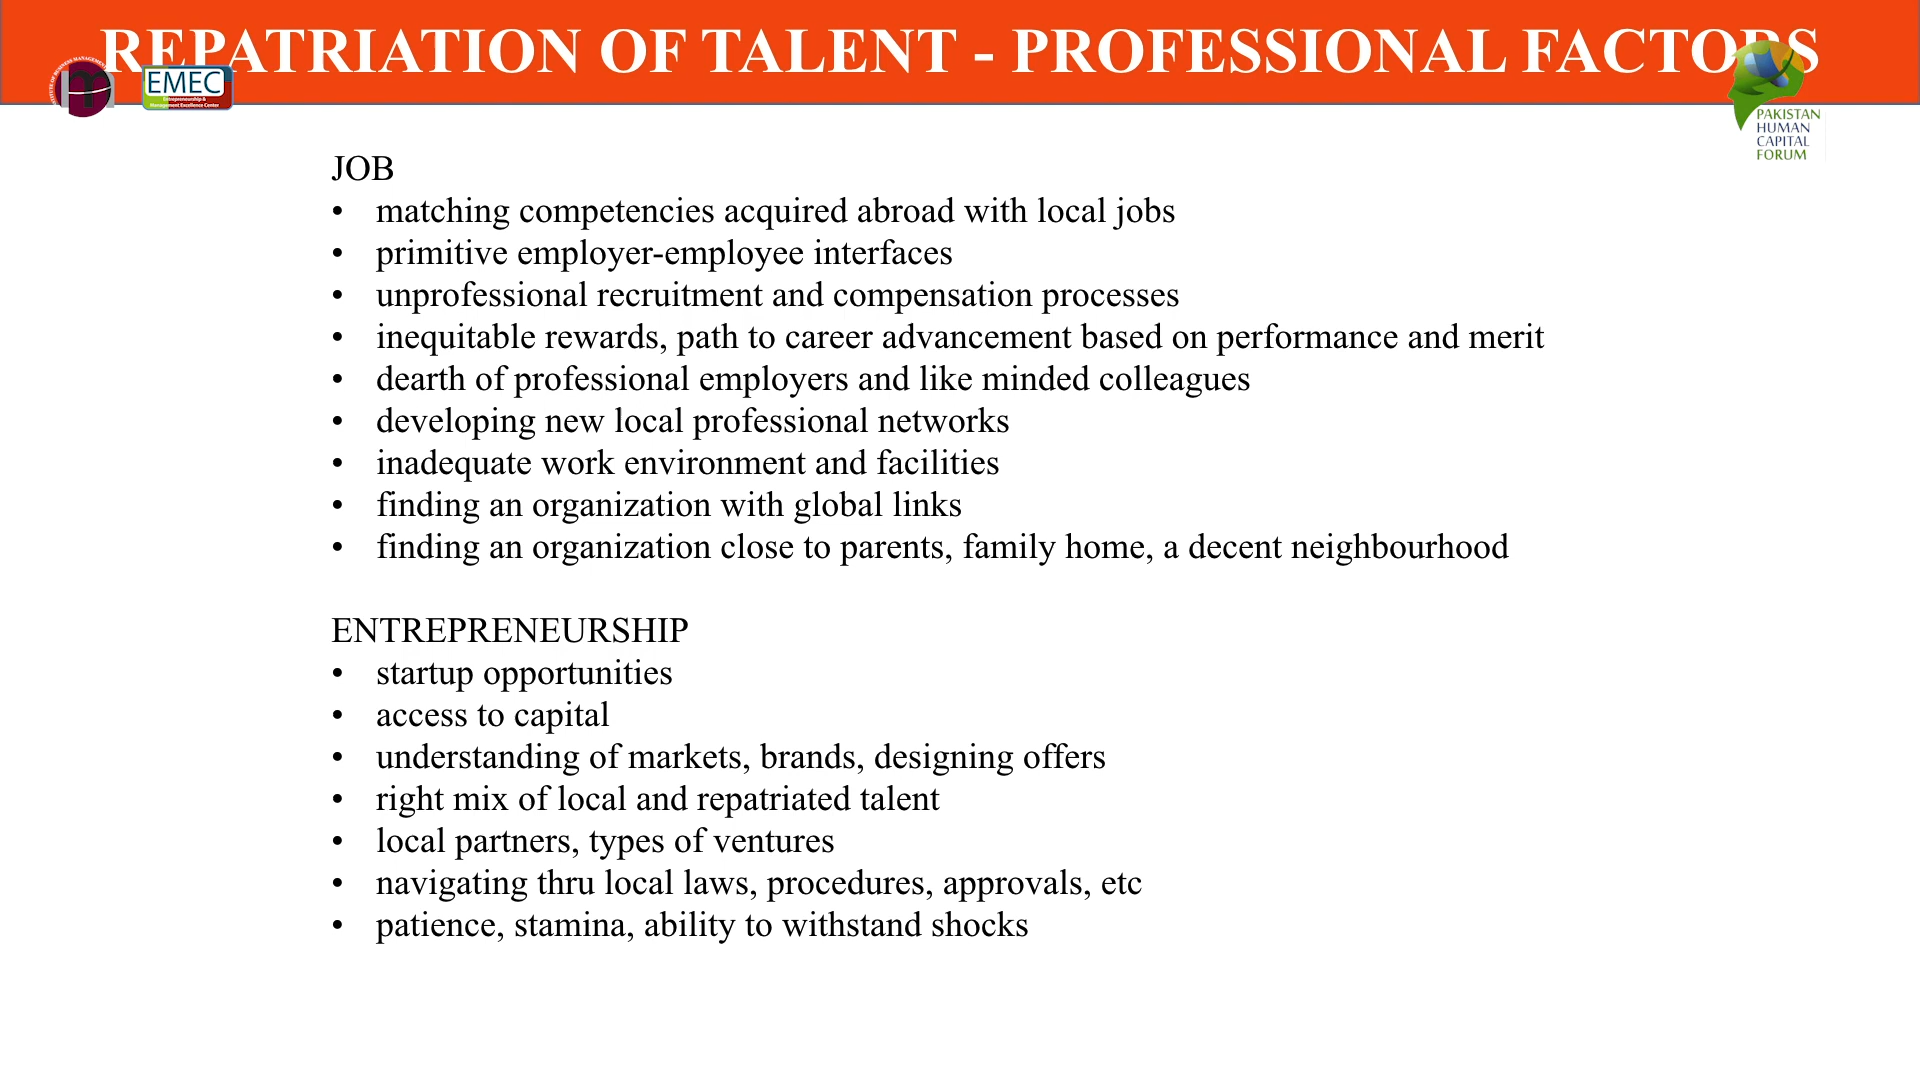 REPATRIATION OF TALENT - PROFESSIONAL FACTORS
EMEC
Entrepreneurship &
Management Excellence Center
PAKISTAN
HUMAN
CAPITAL
FORUM
JOB
• matching competencies acquired abroad with local jobs
• primitive employer-employee interfaces
• unprofessional recruitment and compensation processes
• inequitable rewards, path to career advancement based on performance and merit
• dearth of professional employers and like minded colleagues
• developing new local professional networks
• inadequate work environment and facilities
• finding an organization with global links
• finding an organization close to parents, family home, a decent neighbourhood
ENTREPRENEURSHIP
• startup opportunities
• access to capital
• understanding of markets, brands, designing offers
• right mix of local and repatriated talent
• local partners, types of ventures
• navigating thru local laws, procedures, approvals, etc
• patience, stamina, ability to withstand shocks